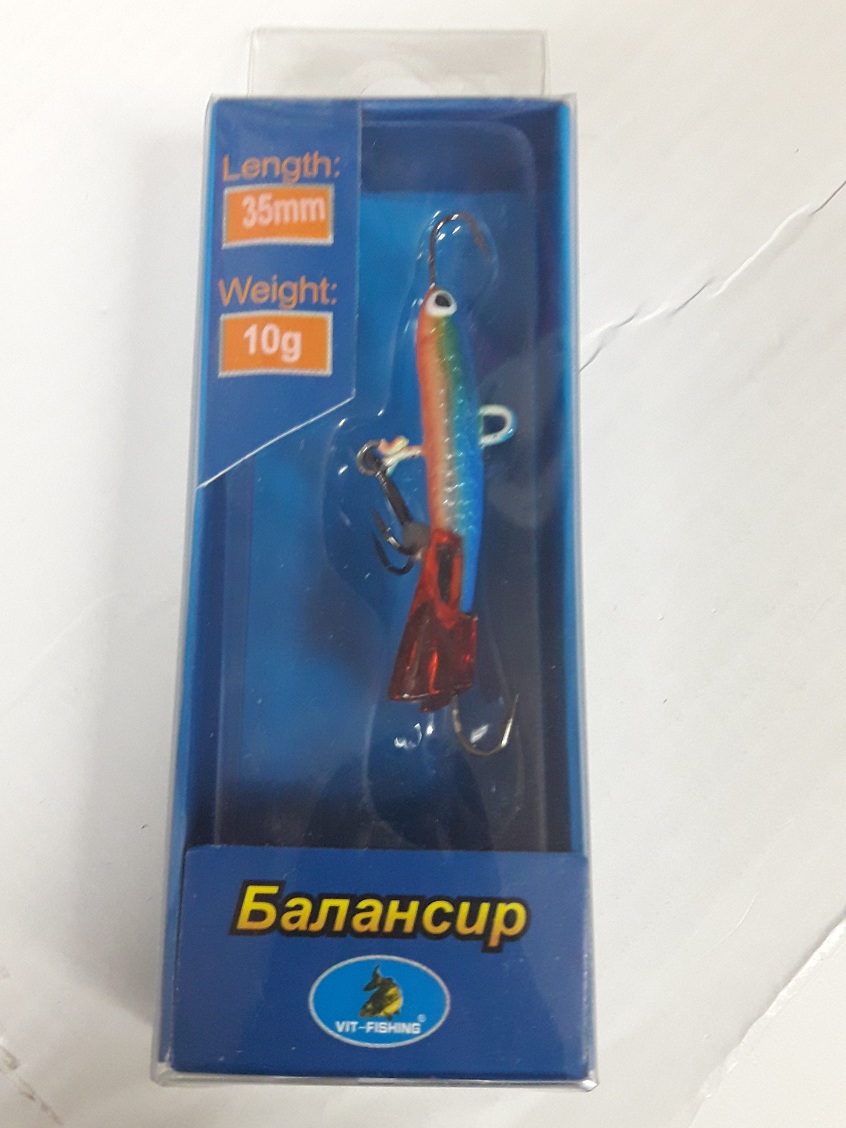 Length:
35mm
Weight:
10g
Балансир
VIT-FISHING©